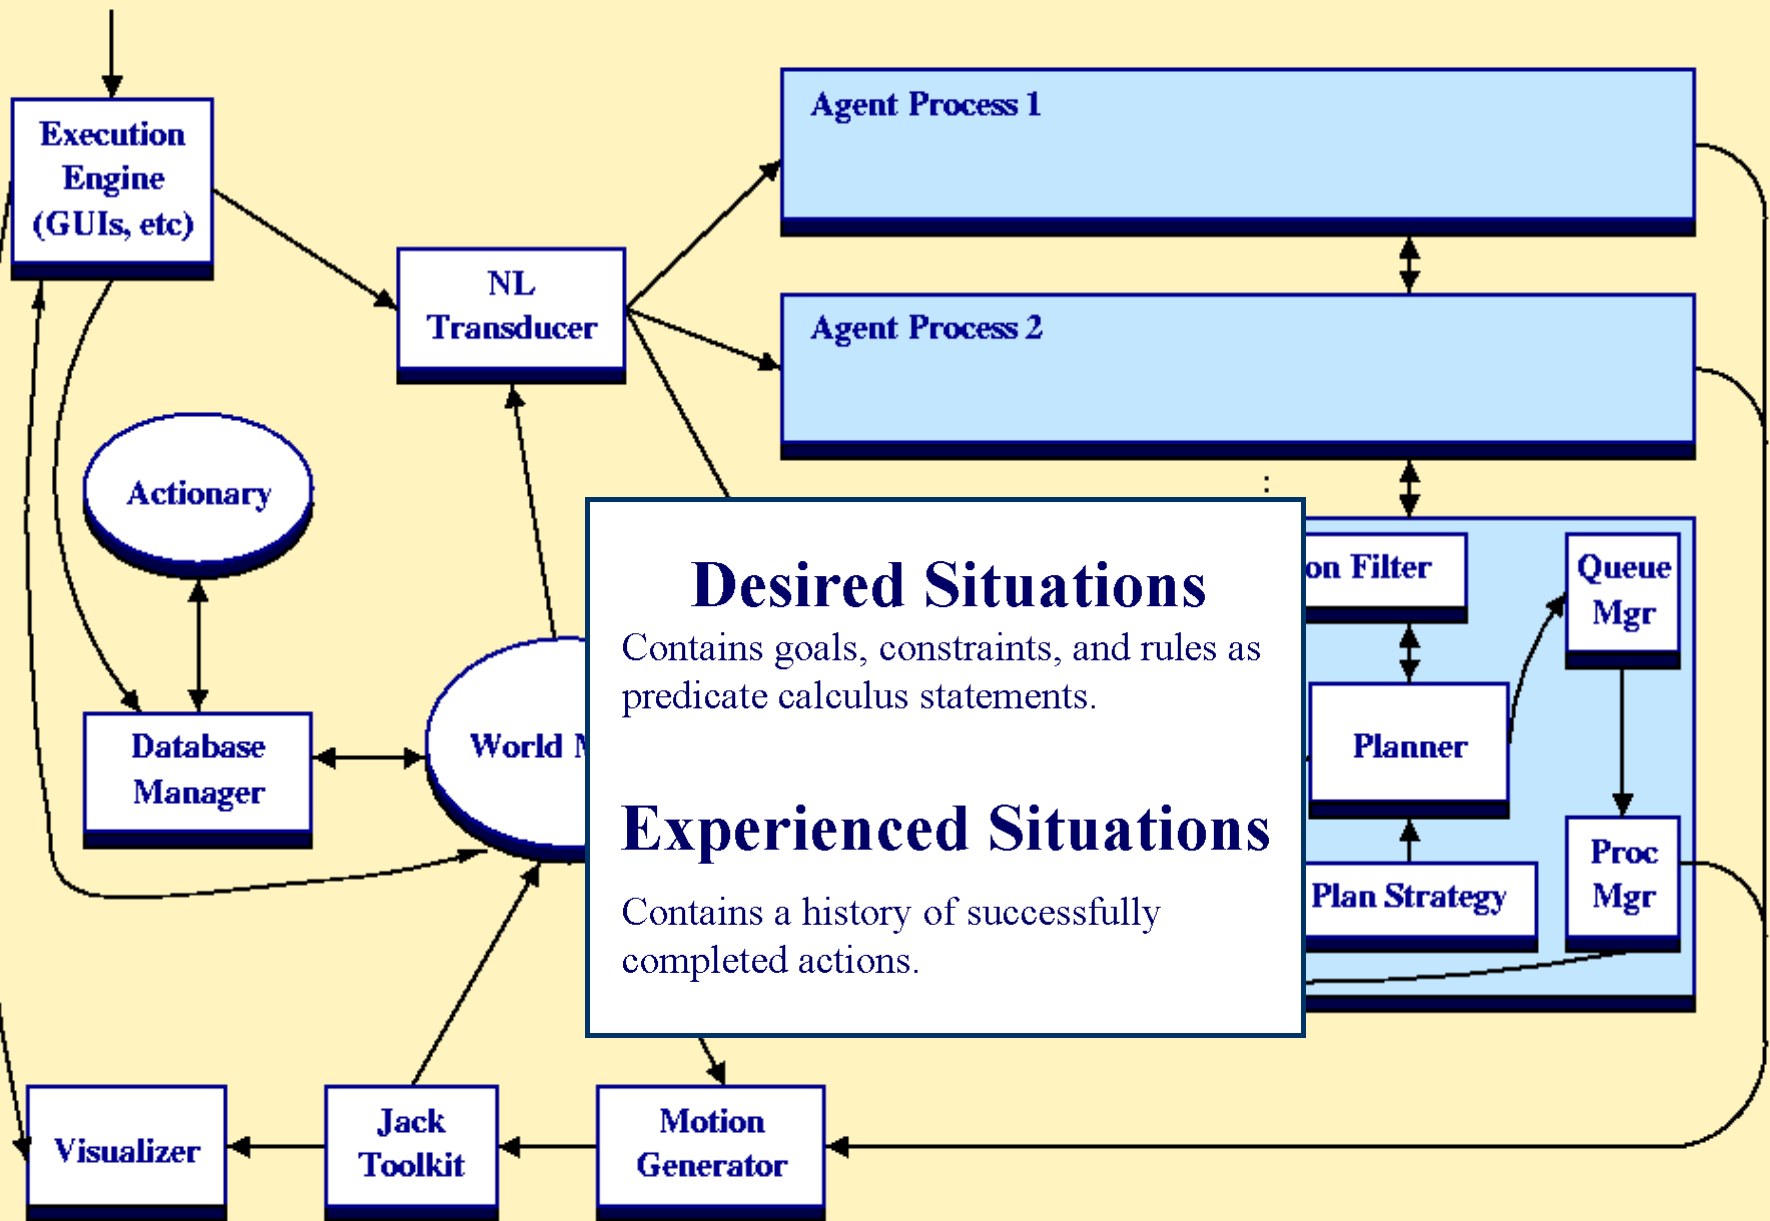 Agent Process 1
Execution
Engine
(GUIs, etc)
NL
Transducer
Agent Process 2
Actionary
:
on Filter
Queue
Mgr
Desired Situations
Contains goals, constraints, and rules as
predicate calculus statements.
Database
Manager
World
Planner
Experienced Situations
Contains a history of successfully
completed actions.
Plan Strategy
Proc
Mgr
Visualizer
Jack
Toolkit
Motion
Generator